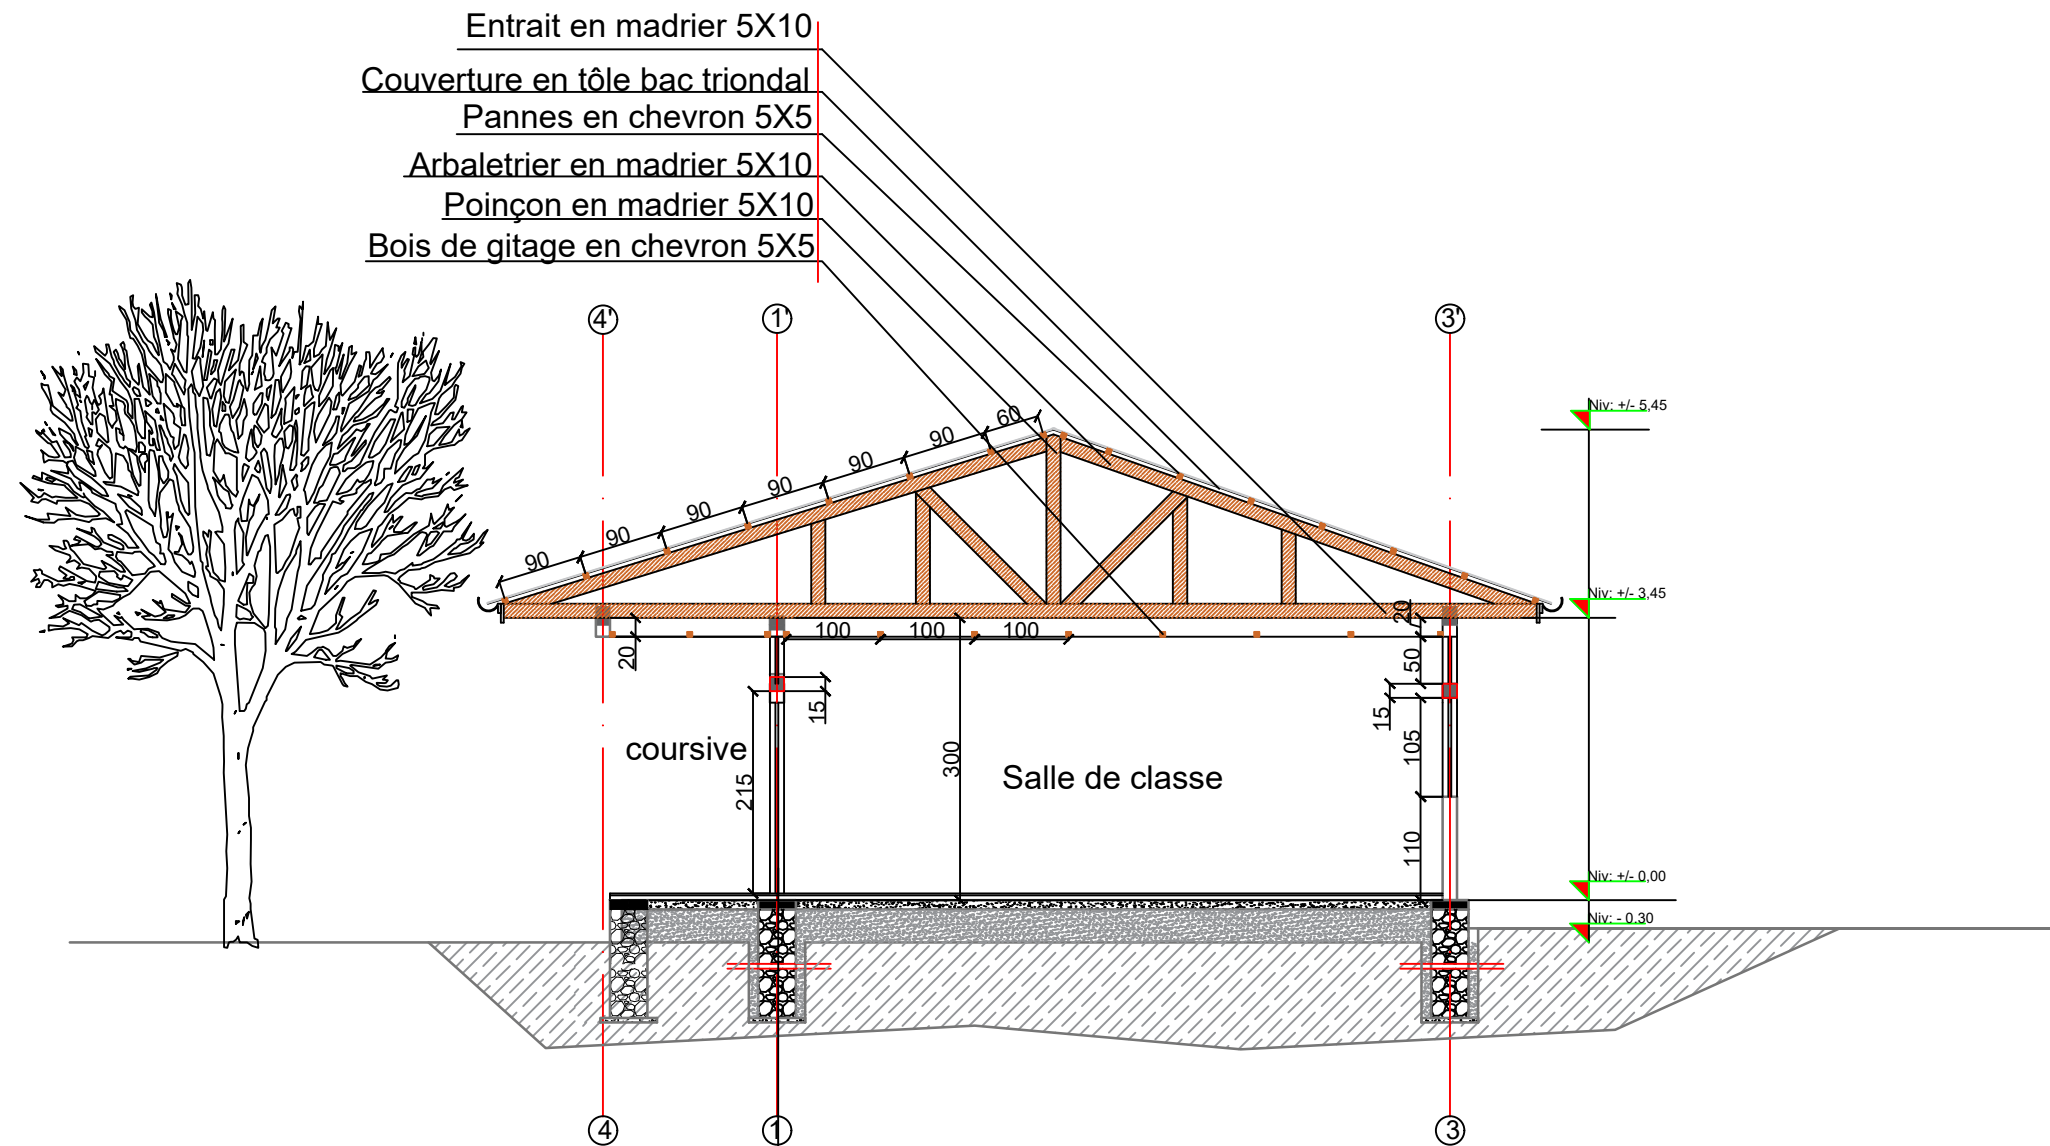 Entrait en madrier 5X10
Couverture en tôle bac triondal
Pannes en chevron 5X5
Arbaletrier en madrier 5X10
Poinçon en madrier 5X10
Bois de gitage en chevron 5X5
4' 1' 3'
Niv: +/- 5,45
90 90 90 90 90 90 60
Niv: +/- 3,45
20 100 100 100 20
50
15 15
coursive
215
300
Salle de classe
105
110
Niv: +/- 0,00
Niv: - 0.30
4 1 3